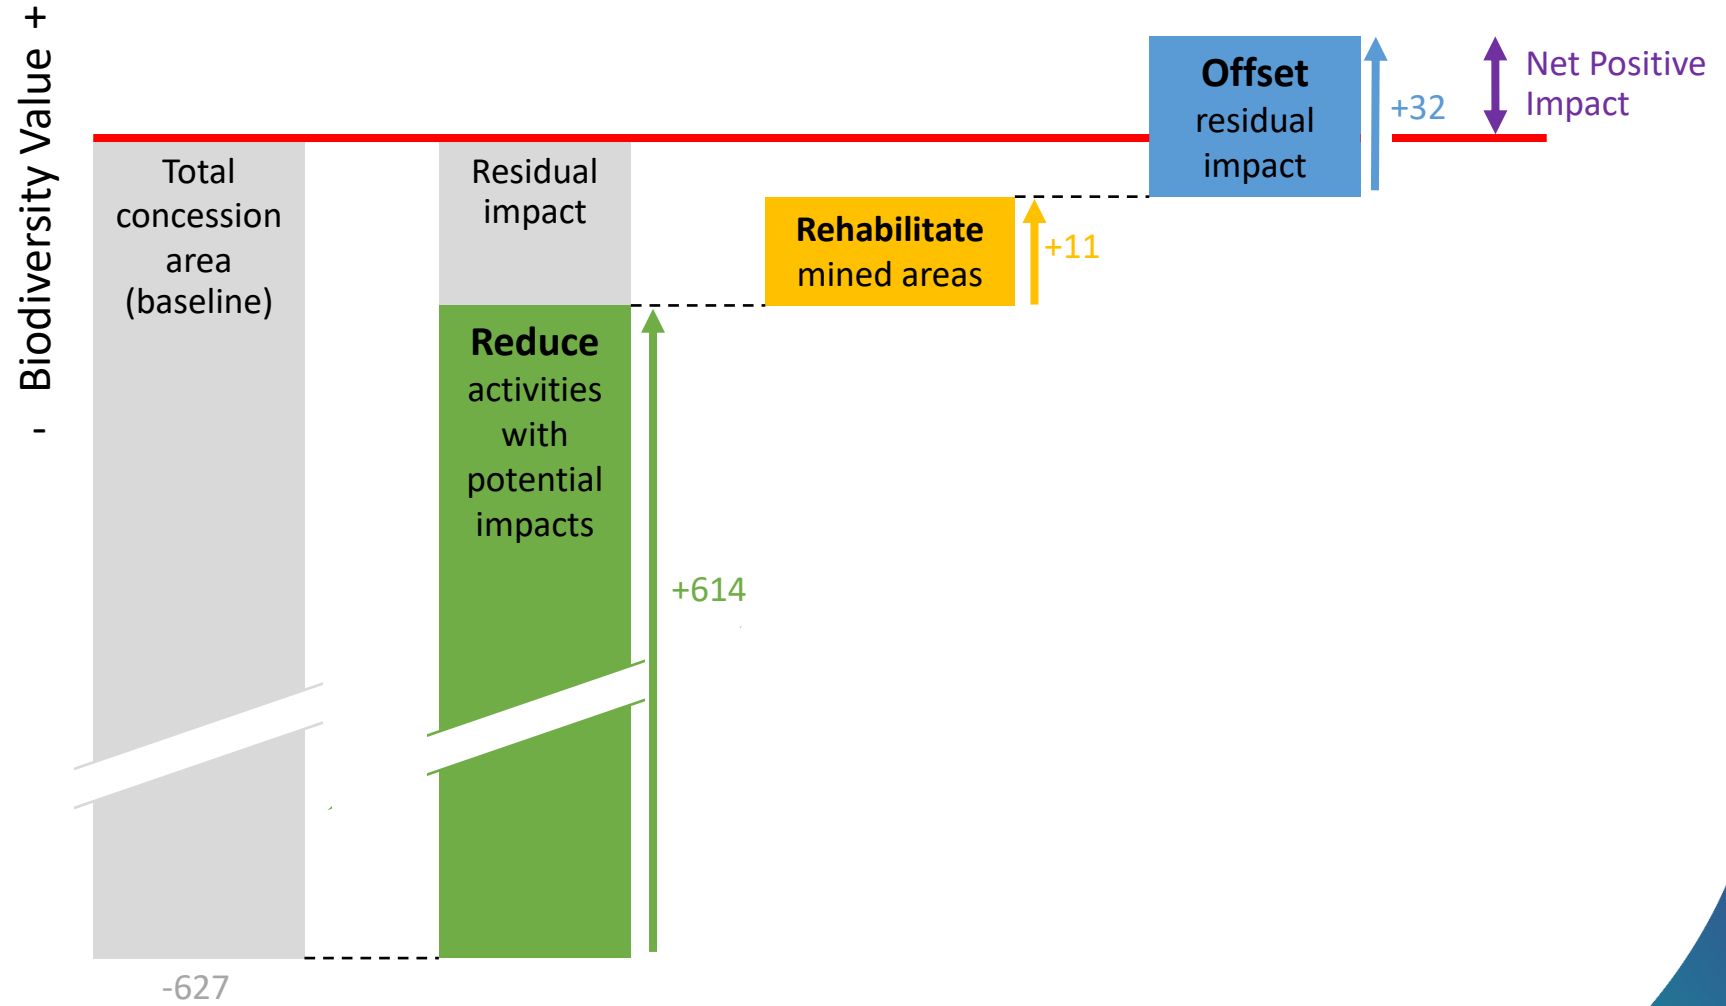 - Biodiversity Value +
Total
concession
area
(baseline)
-627
Residual
impact
Reduce
activities
with
potential
impacts
+614
Rehabilitate
mined areas
+11
Offset
residual
impact
+32
Net Positive
Impact